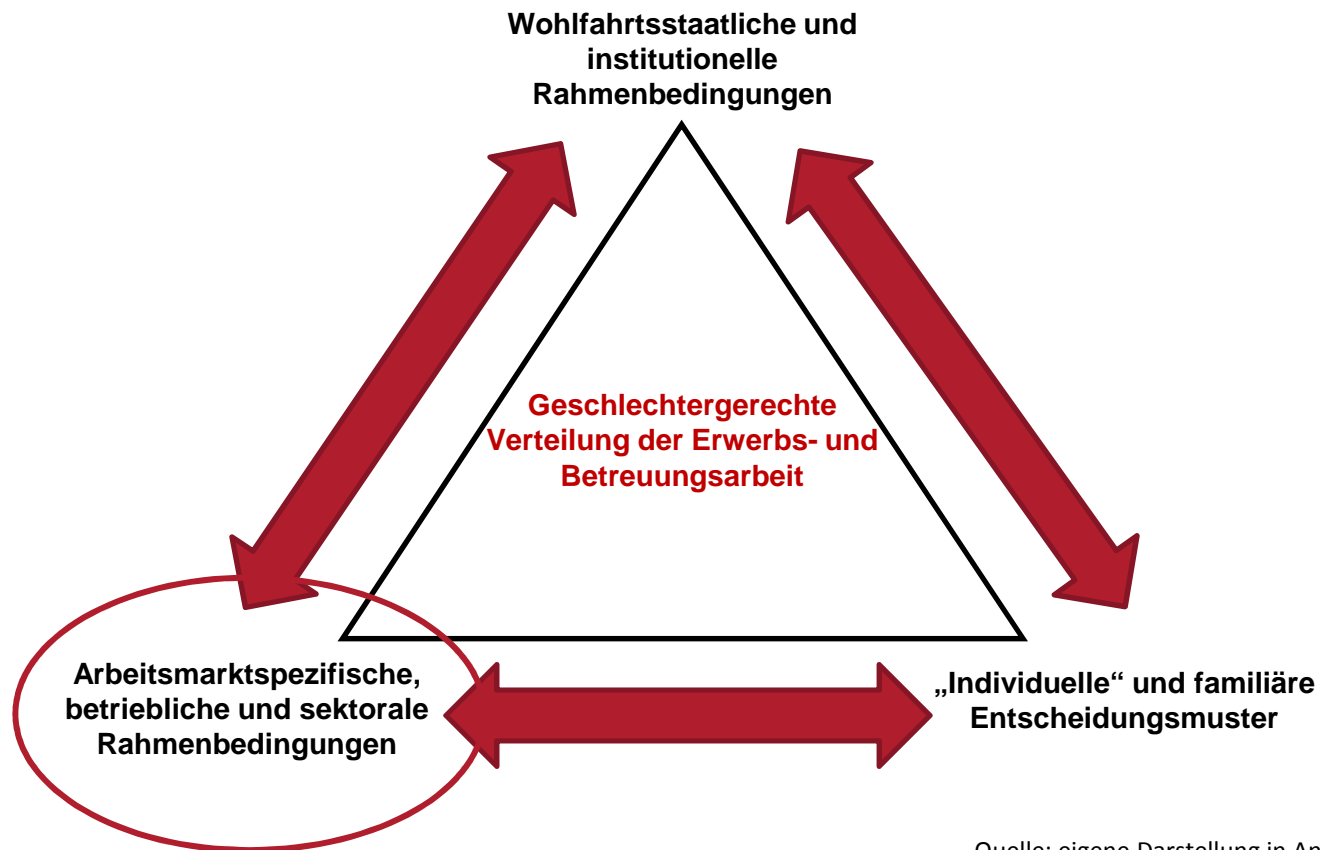 Wohlfahrtsstaatliche und
institutionelle
Rahmenbedingungen
Geschlechtergerechte
Verteilung der Erwerbs- und
Betreuungsarbeit
Arbeitsmarktspezifische,
betriebliche und sektorale
Rahmenbedingungen
„Individuelle“ und familiäre
Entscheidungsmuster
Quelle: eigene Darstellung in